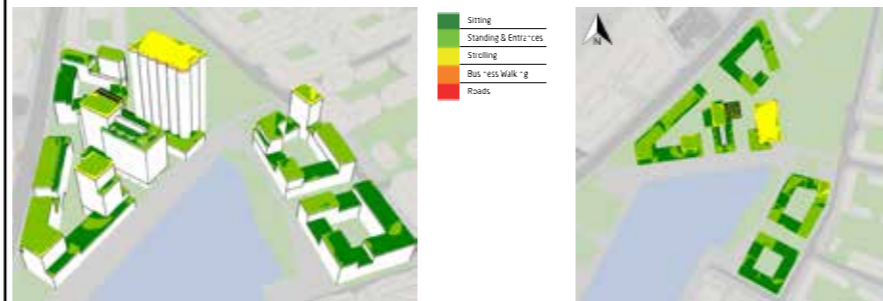 Sitting
Standing & Entrances
Strolling
Business Walking
Roads
N